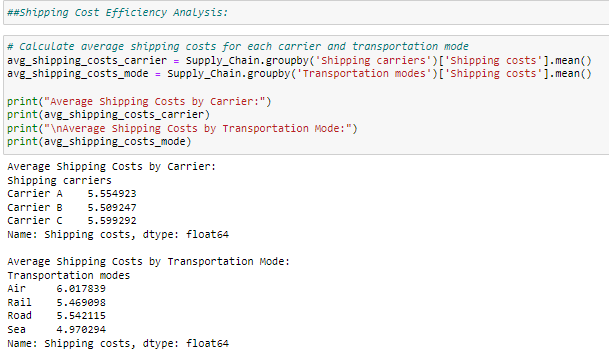 ##Shipping Cost Efficiency Analysis:
# Calculate average shipping costs for each carrier and transportation mode
avg_shipping_costs_carrier = Supply_Chain.groupby('Shipping carriers')['Shipping costs'].mean()
avg_shipping_costs_mode = Supply_Chain.groupby('Transportation modes')['Shipping costs'].mean()
print("Average Shipping Costs by Carrier:")
print(avg_shipping_costs_carrier)
print("\nAverage Shipping Costs by Transportation Mode:")
print(avg_shipping_costs_mode)
Average Shipping Costs by Carrier:
Shipping carriers
Carrier A    5.554923
Carrier B    5.509247
Carrier C    5.599292
Name: Shipping costs, dtype: float64
Average Shipping Costs by Transportation Mode:
Transportation modes
Air     6.017839
Rail    5.469098
Road    5.542115
Sea     4.970294
Name: Shipping costs, dtype: float64